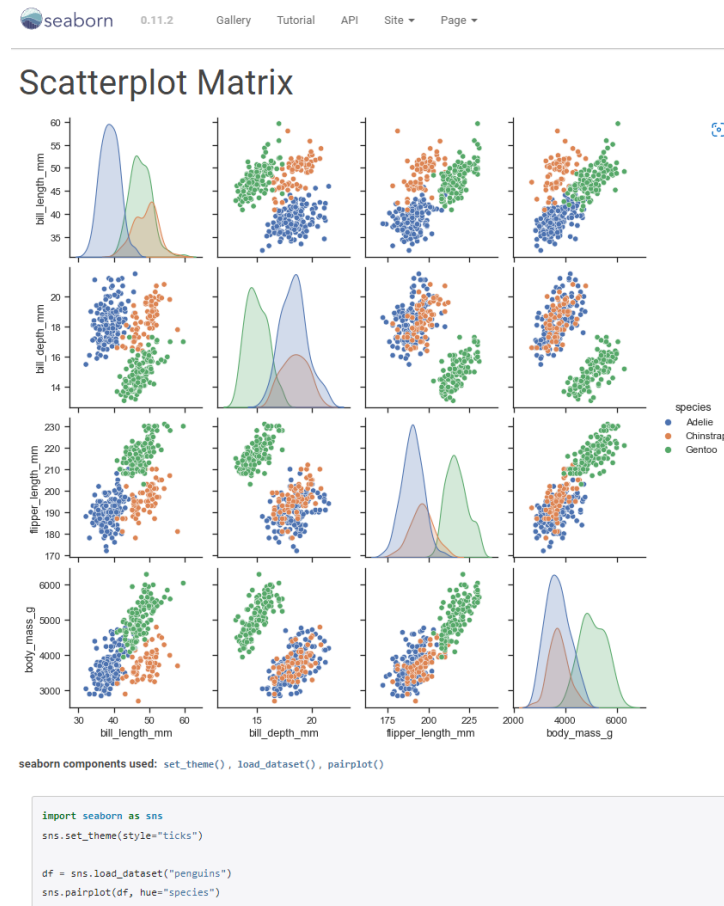 seaborn 0.11.2 Gallery Tutorial API Site Page
Scatterplot Matrix
60
55
50
45
40
35
bill_length_mm
20
18
16
14
bill_depth_mm
species
Adelie
Chinstrap
Gentoo
230
220
210
200
190
180
170
flipper_length_mm
6000
5000
4000
3000
body_mass_g
30 40 50 60 15 20 175 200 225 2000 4000 6000
bill_length_mm bill_depth_mm flipper_length_mm body_mass_g
seaborn components used: set_theme(), load_dataset(), pairplot()
import seaborn as sns
sns.set_theme(style="ticks")
df = sns.load_dataset("penguins")
sns.pairplot(df, hue="species")